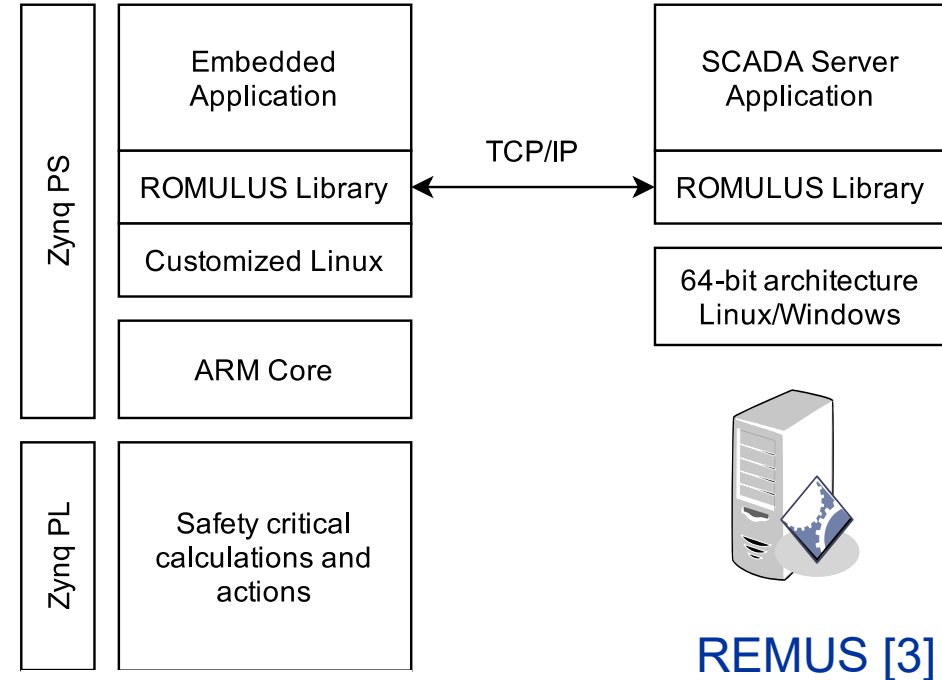 Zynq PS
Embedded
Application
ROMULUS Library
Customized Linux
ARM Core
Zynq PL
Safety critical
calculations and
actions
TCP/IP
SCADA Server
Application
ROMULUS Library
64-bit architecture
Linux/Windows
REMUS [3]